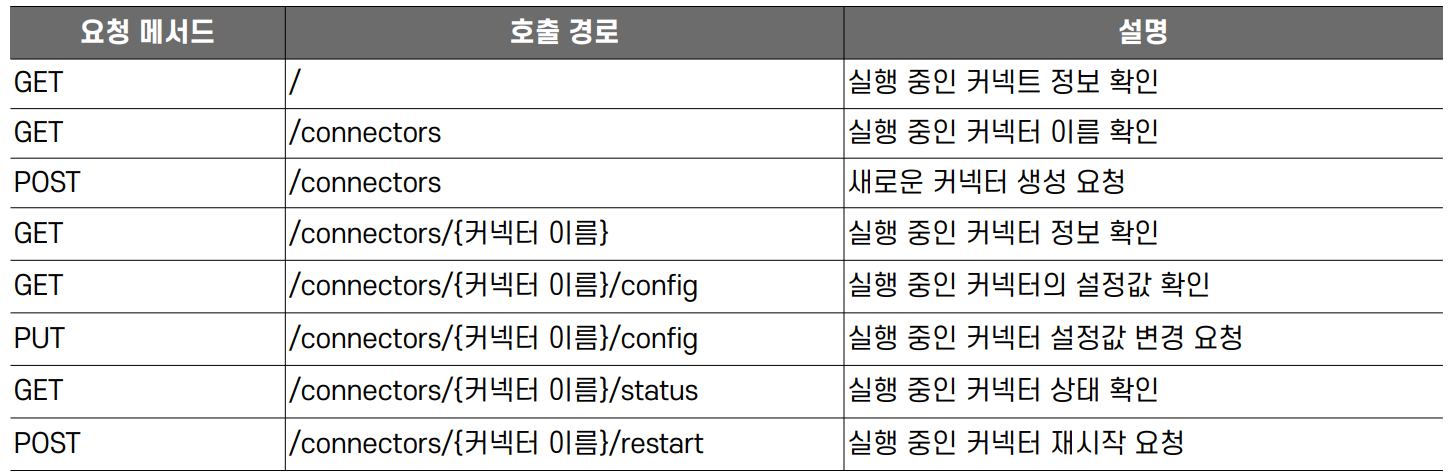 요청 메서드 호출 경로 설명
GET / 실행 중인 커넥트 정보 확인
GET /connectors 실행 중인 커넥터 이름 확인
POST /connectors 새로운 커넥터 생성 요청
GET /connectors/{커넥터 이름} 실행 중인 커넥터 정보 확인
GET /connectors/{커넥터 이름}/config 실행 중인 커넥터의 설정값 확인
PUT /connectors/{커넥터 이름}/config 실행 중인 커넥터 설정값 변경 요청
GET /connectors/{커넥터 이름}/status 실행 중인 커넥터 상태 확인
POST /connectors/{커넥터 이름}/restart 실행 중인 커넥터 재시작 요청